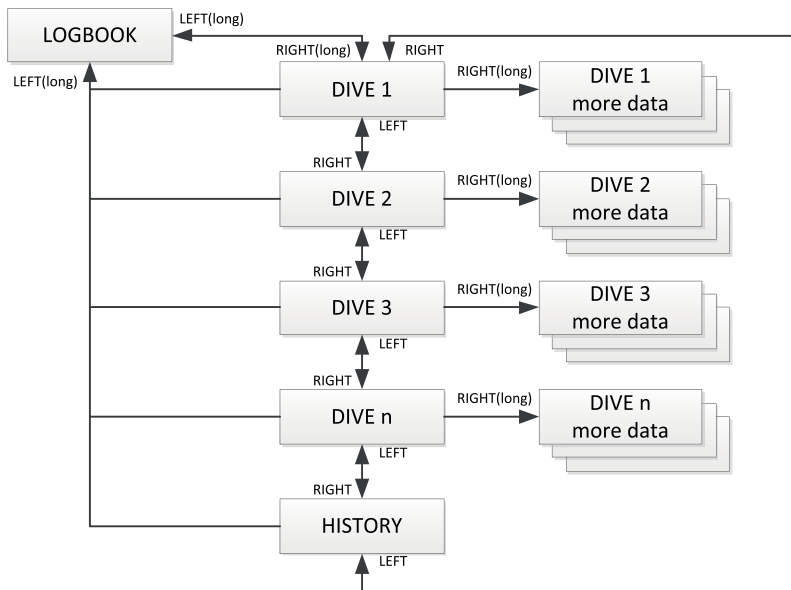 LEFT(long)
LOGBOOK
RIGHT(long)
RIGHT
LEFT(long)
DIVE 1
RIGHT(long)
DIVE 1
more data
LEFT
RIGHT
DIVE 2
RIGHT(long)
DIVE 2
more data
LEFT
RIGHT
DIVE 3
RIGHT(long)
DIVE 3
more data
LEFT
RIGHT
DIVE n
RIGHT(long)
DIVE n
more data
LEFT
RIGHT
HISTORY
LEFT